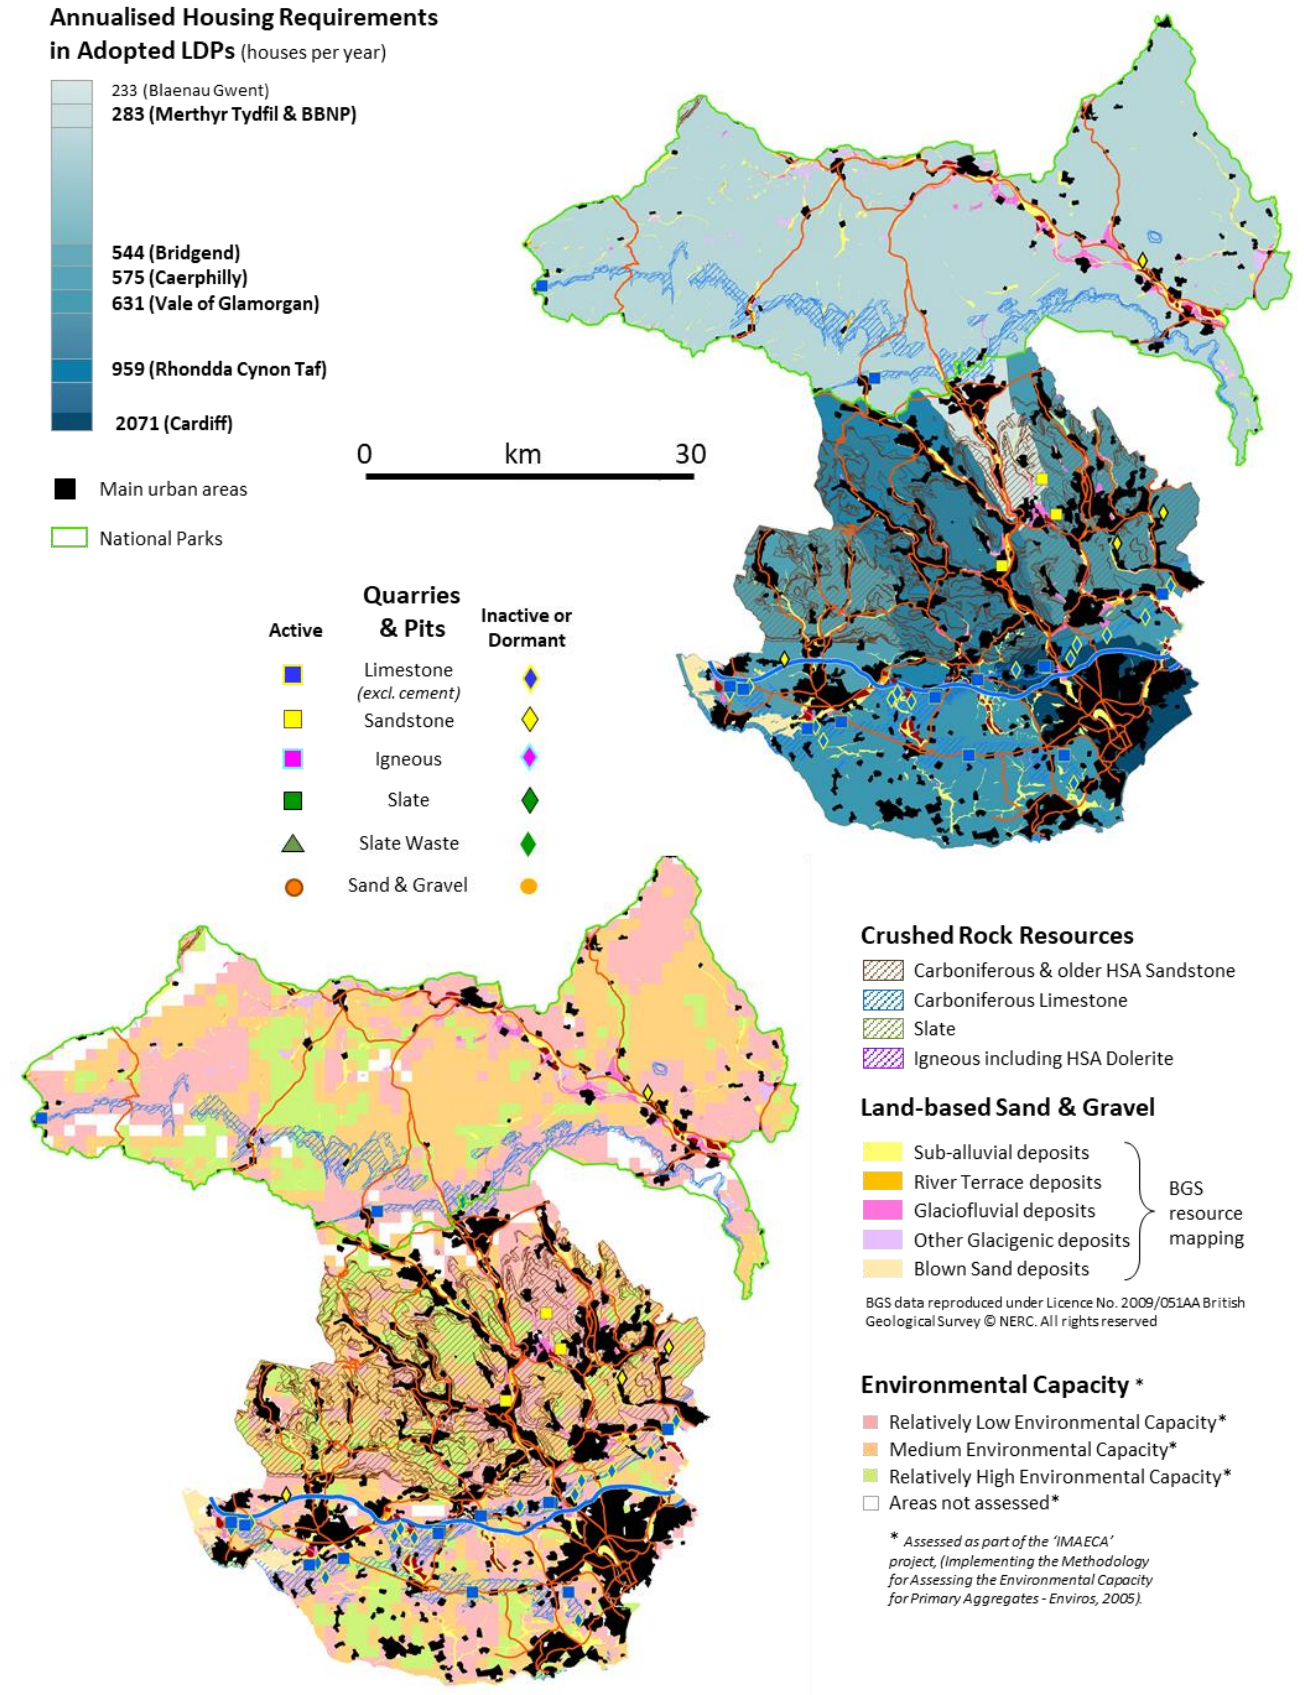 Annualised Housing Requirements
in Adopted LDPs (houses per year)
233 (Blaenau Gwent)
283 (Merthyr Tydfil & BBNP)
544 (Bridgend)
575 (Caerphilly)
631 (Vale of Glamorgan)
959 (Rhondda Cynon Taf)
2071 (Cardiff)
0 km 30
Main urban areas
National Parks
Quarries
& Pits
Active
Inactive or
Dormant
Limestone
(excl. cement)
Sandstone
Igneous
Slate
Slate Waste
Sand & Gravel
Crushed Rock Resources
Carboniferous & older HSA Sandstone
Carboniferous Limestone
Slate
Igneous including HSA Dolerite
Land-based Sand & Gravel
Sub-alluvial deposits
River Terrace deposits
Glaciofluvial deposits
Other Glacigenic deposits
Blown Sand deposits
BGS
resource
mapping
BGS data reproduced under Licence No. 2009/051AA British
Geological Survey © NERC. All rights reserved
Environmental Capacity *
Relatively Low Environmental Capacity*
Medium Environmental Capacity*
Relatively High Environmental Capacity*
Areas not assessed*
* Assessed as part of the ‘IMAECA’
project, (Implementing the Methodology
for Assessing the Environmental Capacity
for Primary Aggregates - Enviros, 2005).